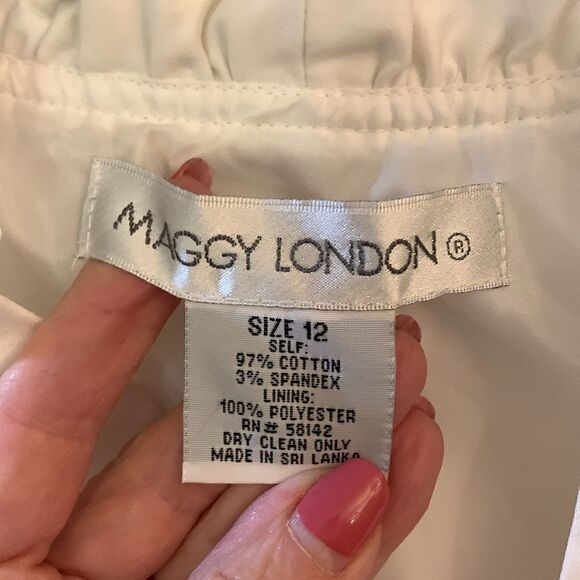 MAGGY LONDON®
SIZE 12
SELF:
97% COTTON
3% SPANDEX
LINING:
100% POLYESTER
RN# 58142
DRY CLEAN ONLY
MADE IN SRI LANKA